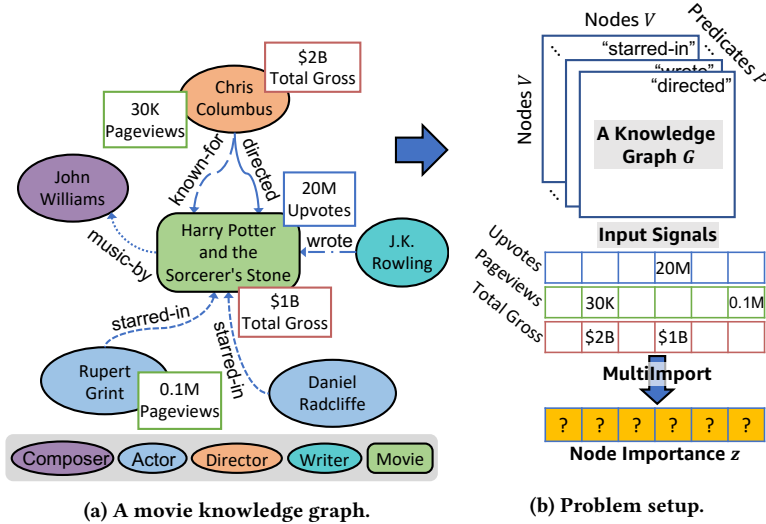 $2B
Total Gross
Chris
Columbus
30K
Pageviews
John
Williams
known-for
directed
20M
Upvotes
music-by
Harry Potter
and the
Sorcerer's Stone
wrote
J.K.
Rowling
$1B
Total Gross
starred-in
starred-in
Rupert
Grint
0.1M
Pageviews
Daniel
Radcliffe
Composer
Actor
Director
Writer
Movie
(a) A movie knowledge graph.
Nodes V
Predicates P
Nodes V
...
...
...
“starred-in”
“wrote”
“directed”
A Knowledge
Graph G
Input Signals
Upvotes
20M
Pageviews
30K 0.1M
Total Gross
$2B $1B
MultiImport
? ? ? ? ? ?
Node Importance z
(b) Problem setup.